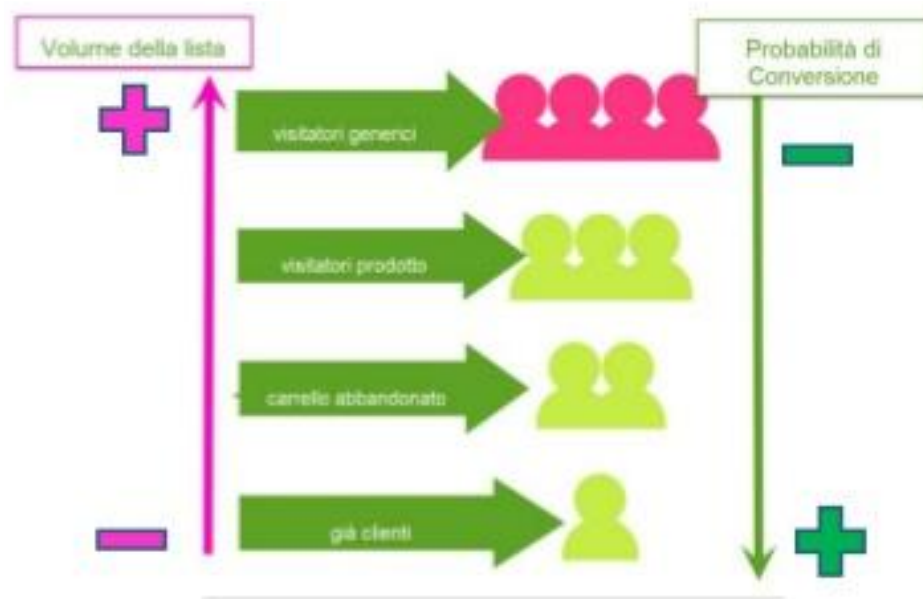 Volume della lista
Probabilità di
Conversione
visitatori generici
visitatori prodotto
carrello abbandonato
già clienti